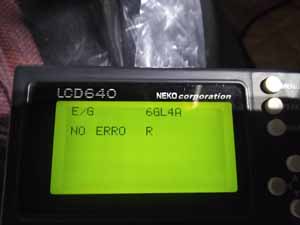 LCD640 NEKO corporation
E/G 6GL4A
NO ERRO R